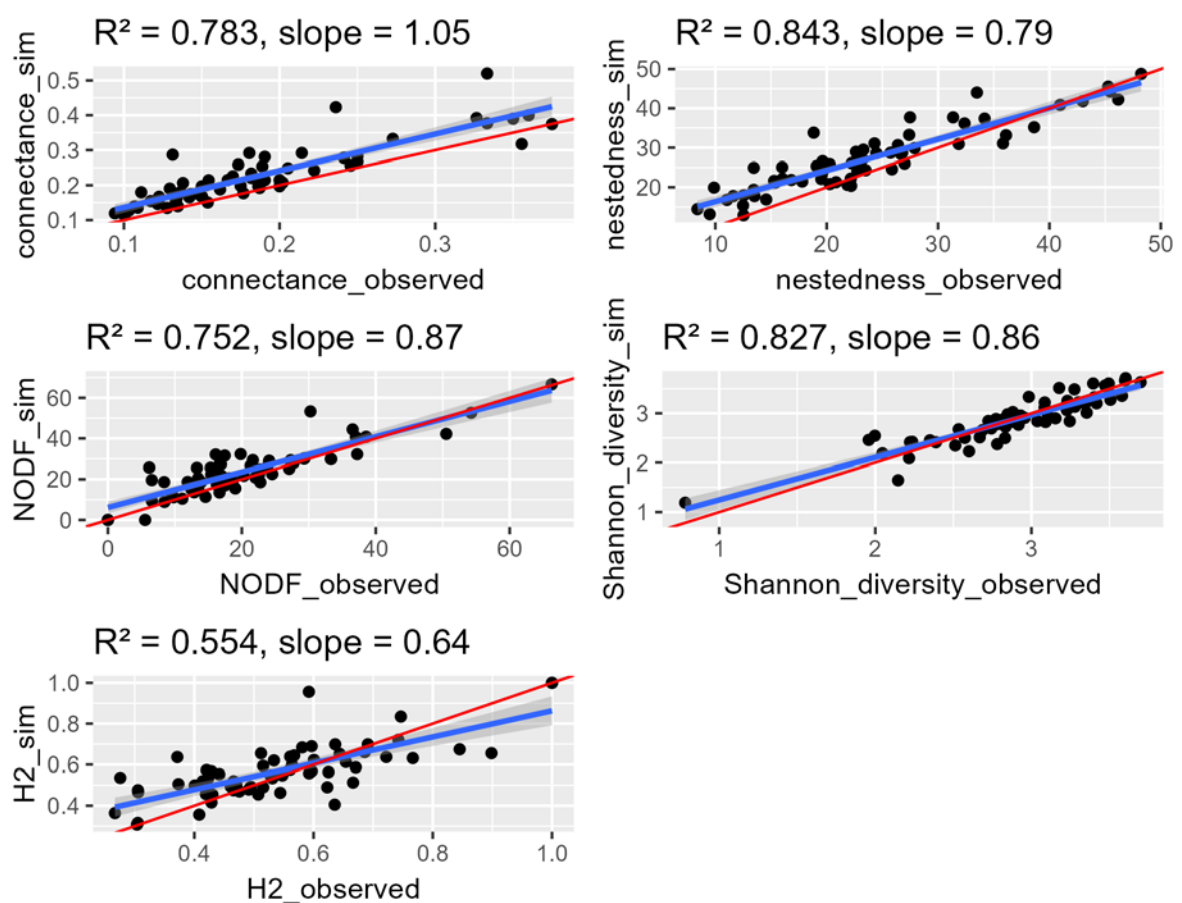 R² = 0.783, slope = 1.05
connectance_sim
0.5
0.4
0.3
0.2
0.1
0.1 0.2 0.3
connectance_observed
R² = 0.843, slope = 0.79
nestedness_sim
50
40
30
20
10 20 30 40 50
nestedness_observed
R² = 0.752, slope = 0.87
NODF_sim
60
40
20
0
0 20 40 60
NODF_observed
R² = 0.827, slope = 0.86
Shannon_diversity_sim
3
2
1
1 2 3
Shannon_diversity_observed
R² = 0.554, slope = 0.64
H2_sim
1.0
0.8
0.6
0.4
0.4 0.6 0.8 1.0
H2_observed